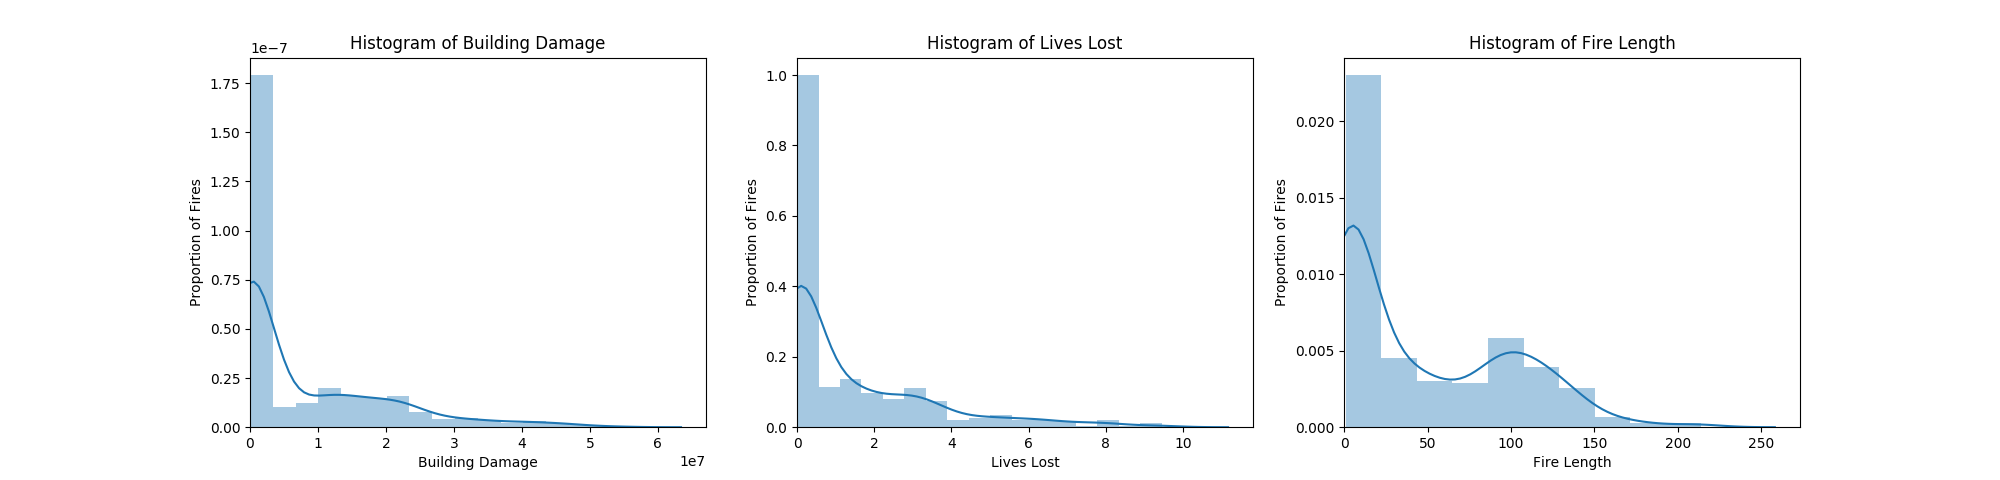 Histogram of Building Damage
1e−7
1.75
1.50
1.25
1.00
0.75
0.50
0.25
0.00
Proportion of Fires
0 1 2 3 4 5 6
1e7
Building Damage
Histogram of Lives Lost
1.0
0.8
0.6
0.4
0.2
0.0
Proportion of Fires
0 2 4 6 8 10
Lives Lost
Histogram of Fire Length
0.020
0.015
0.010
0.005
0.000
Proportion of Fires
0 50 100 150 200 250
Fire Length